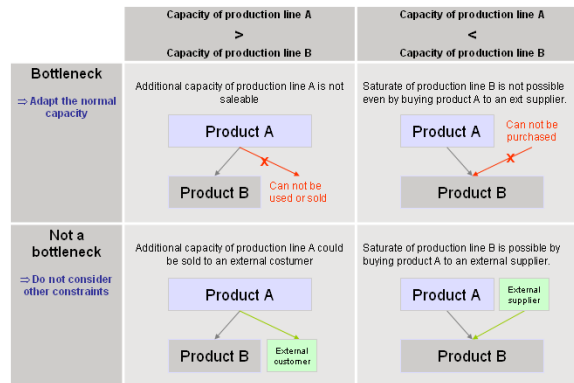 Capacity of production line A
>
Capacity of production line B
Capacity of production line A
<
Capacity of production line B
Bottleneck
⇒ Adapt the normal
capacity
Additional capacity of production line A is not
saleable
Product A
X
Product B
Can not be
used or sold
Saturate of production line B is not possible
even by buying product A to an ext supplier.
Product A
Can not be
purchased
X
Product B
Not a
bottleneck
⇒ Do not consider
other constraints
Additional capacity of production line A could
be sold to an external costumer
Product A
Product B
External
customer
Saturate of production line B is possible by
buying product A to an external supplier.
Product A
External
supplier
Product B